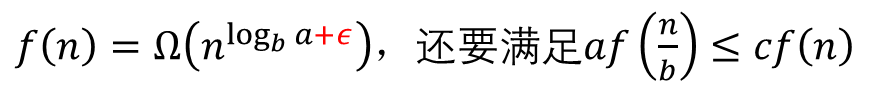 f(n) = Ω(n^{log_b a+ϵ})，还要满足af(n/b) ≤ cf(n)